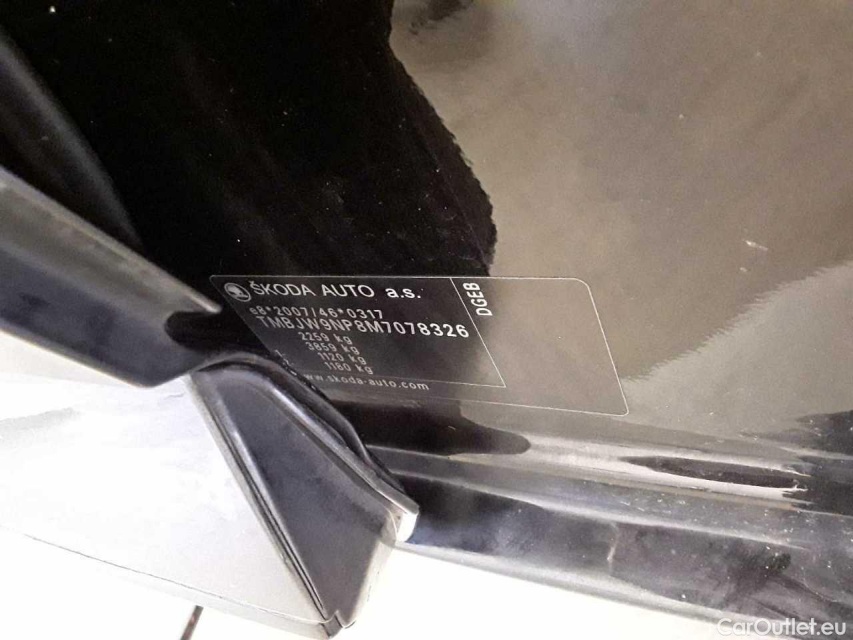 ŠKODA AUTO a.s.
e8*2007/46*0317
TMBJW9NP8M7078326
2259 kg
3859 kg
1120 kg
1180 kg
www.skoda-auto.com
DGEB
CarOutlet.eu